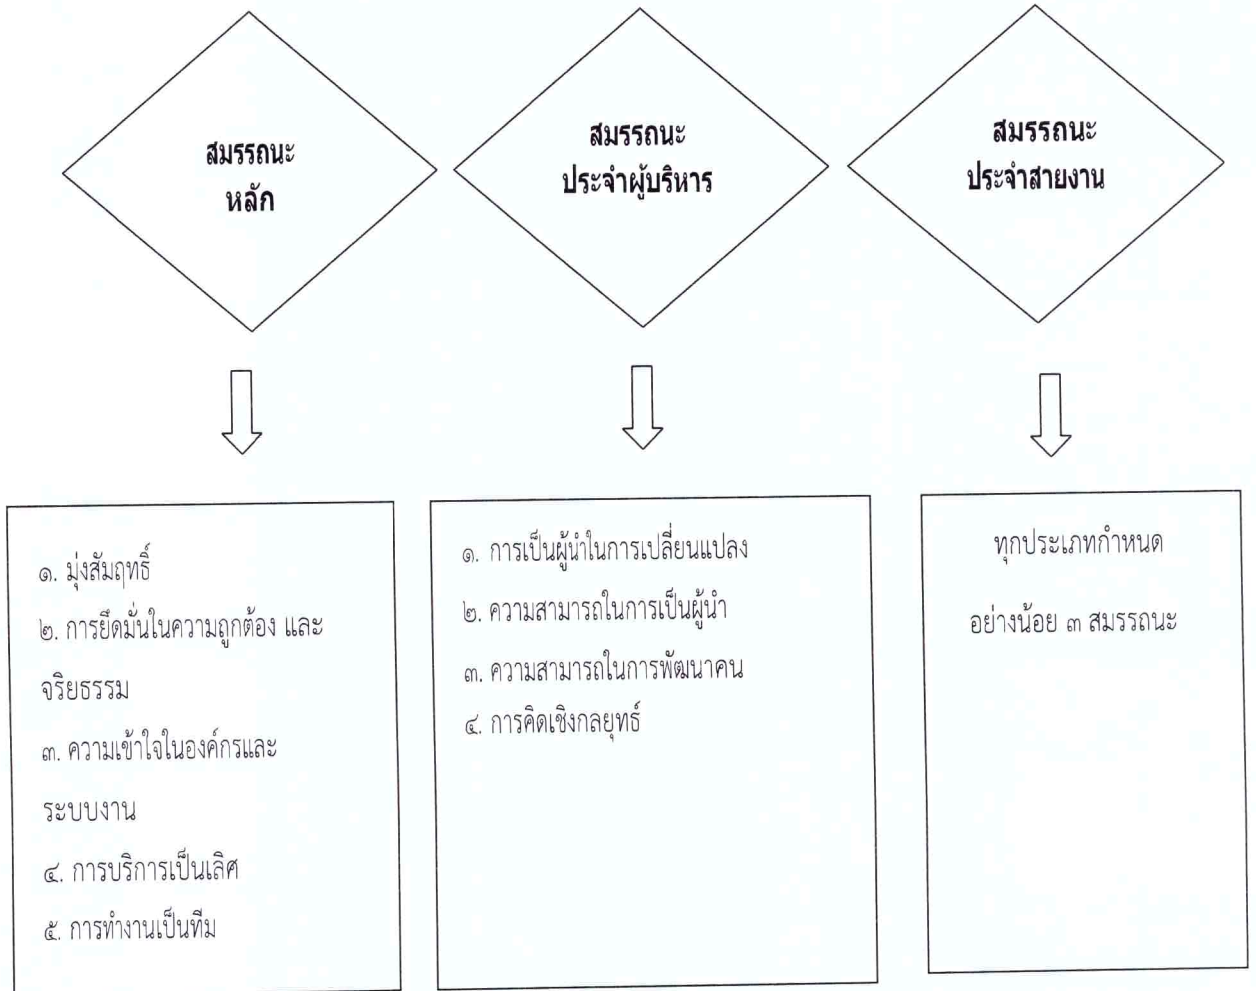 สมรรถนะ
หลัก
สมรรถนะ
ประจำผู้บริหาร
สมรรถนะ
ประจำสายงาน
๑. มุ่งสัมฤทธิ์
๒. การยึดมั่นในความถูกต้อง และ
จริยธรรม
๓. ความเข้าใจในองค์กรและ
ระบบงาน
๔. การบริการเป็นเลิศ
๕. การทำงานเป็นทีม
๑. การเป็นผู้นำในการเปลี่ยนแปลง
๒. ความสามารถในการเป็นผู้นำ
๓. ความสามารถในการพัฒนาคน
๔. การคิดเชิงกลยุทธ์
ทุกประเภทกำหนด
อย่างน้อย ๓ สมรรถนะ